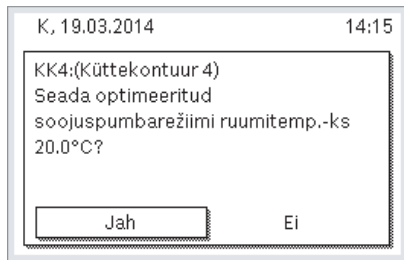 K, 19.03.2014 14:15
KK4:(Küttekontuur 4)
Seada optimeeritud
soojuspumbarežiimi ruumitemp.-ks
20.0°C?
Jah Ei